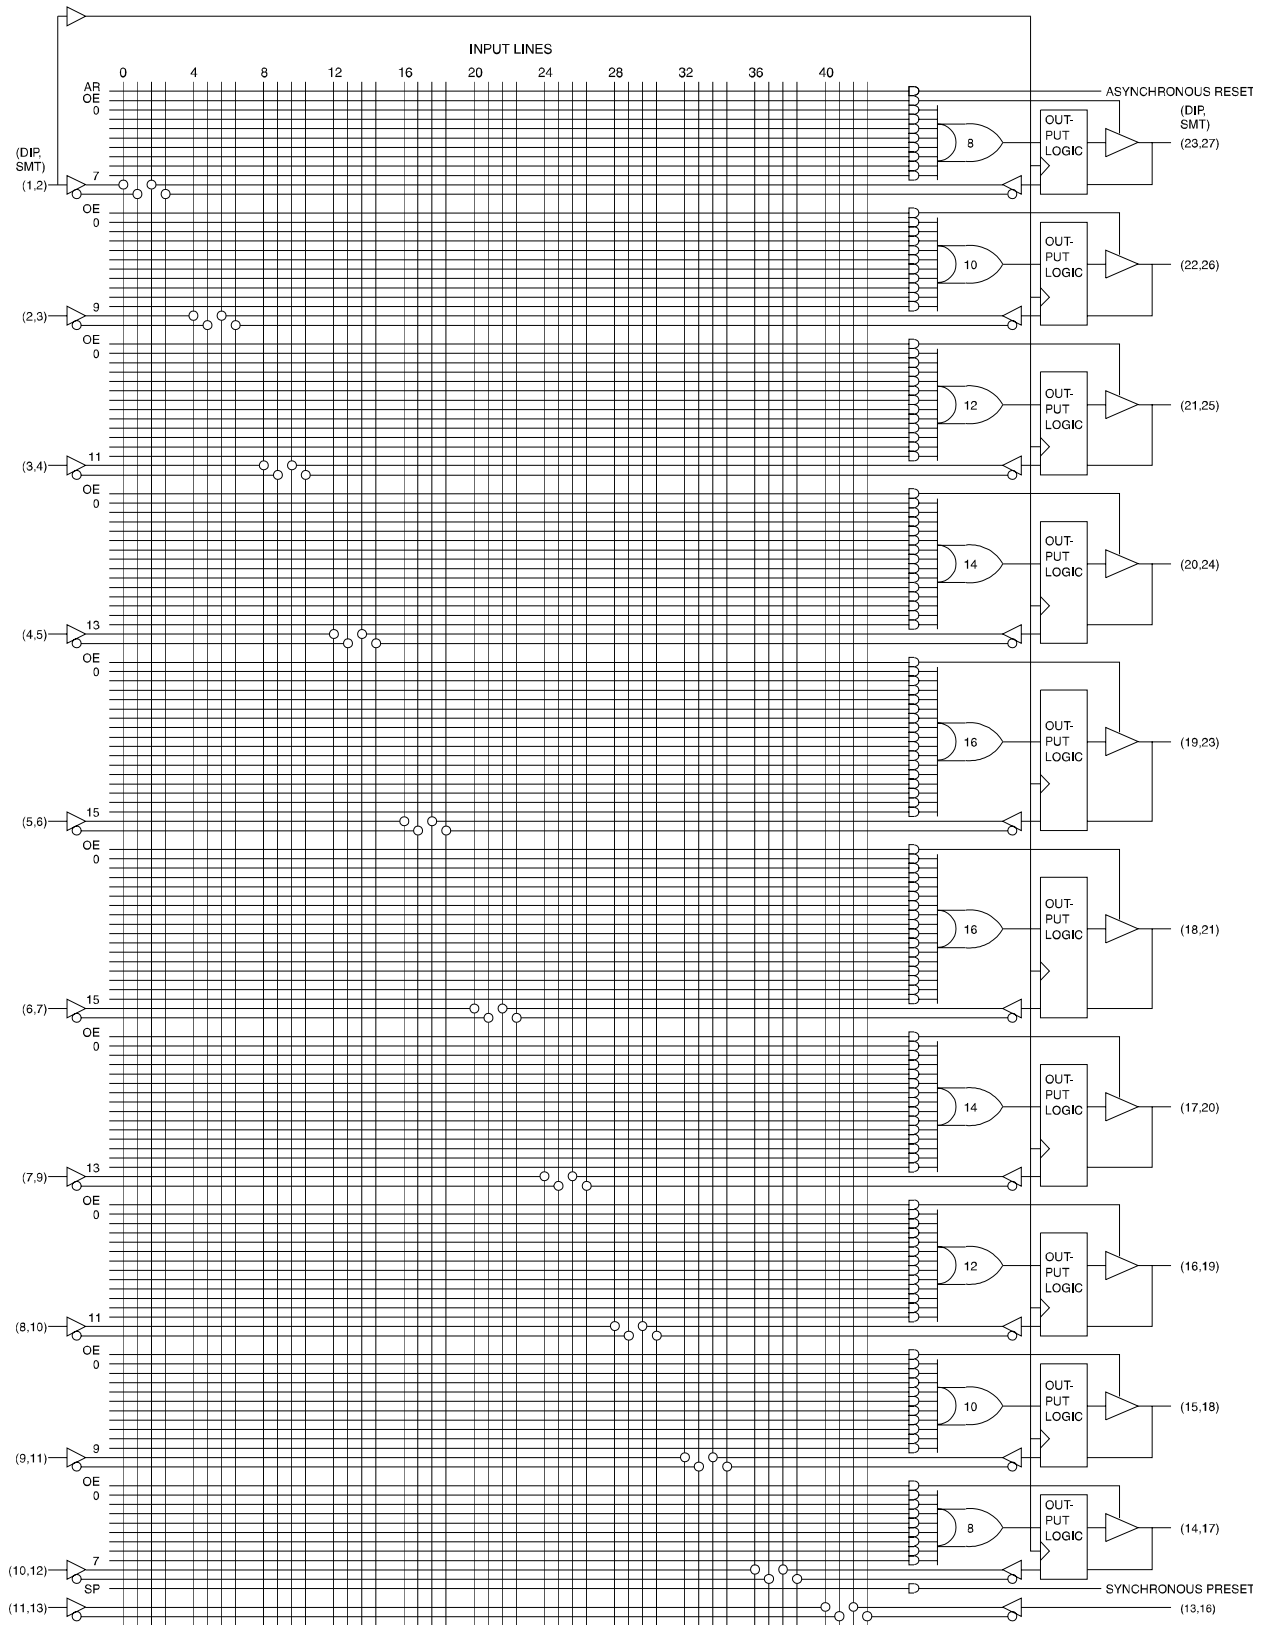 INPUT LINES
0 4 8 12 16 20 24 28 32 36 40
AR
ASYNCHRONOUS RESET
OE
0
(DIP,
SMT)
OUT-
PUT
LOGIC
8
(23,27)
(DIP,
SMT)
7
(1,2)
OE
0
OUT-
PUT
LOGIC
10
(22,26)
9
(2,3)
OE
0
OUT-
PUT
LOGIC
12
(21,25)
11
(3,4)
OE
0
OUT-
PUT
LOGIC
14
(20,24)
13
(4,5)
OE
0
OUT-
PUT
LOGIC
16
(19,23)
15
(5,6)
OE
0
OUT-
PUT
LOGIC
16
(18,21)
15
(6,7)
OE
0
OUT-
PUT
LOGIC
14
(17,20)
13
(7,9)
OE
0
OUT-
PUT
LOGIC
12
(16,19)
11
(8,10)
OE
0
OUT-
PUT
LOGIC
10
(15,18)
9
(9,11)
OE
0
OUT-
PUT
LOGIC
8
(14,17)
7
(10,12)
SP
SYNCHRONOUS PRESET
(11,13)
(13,16)